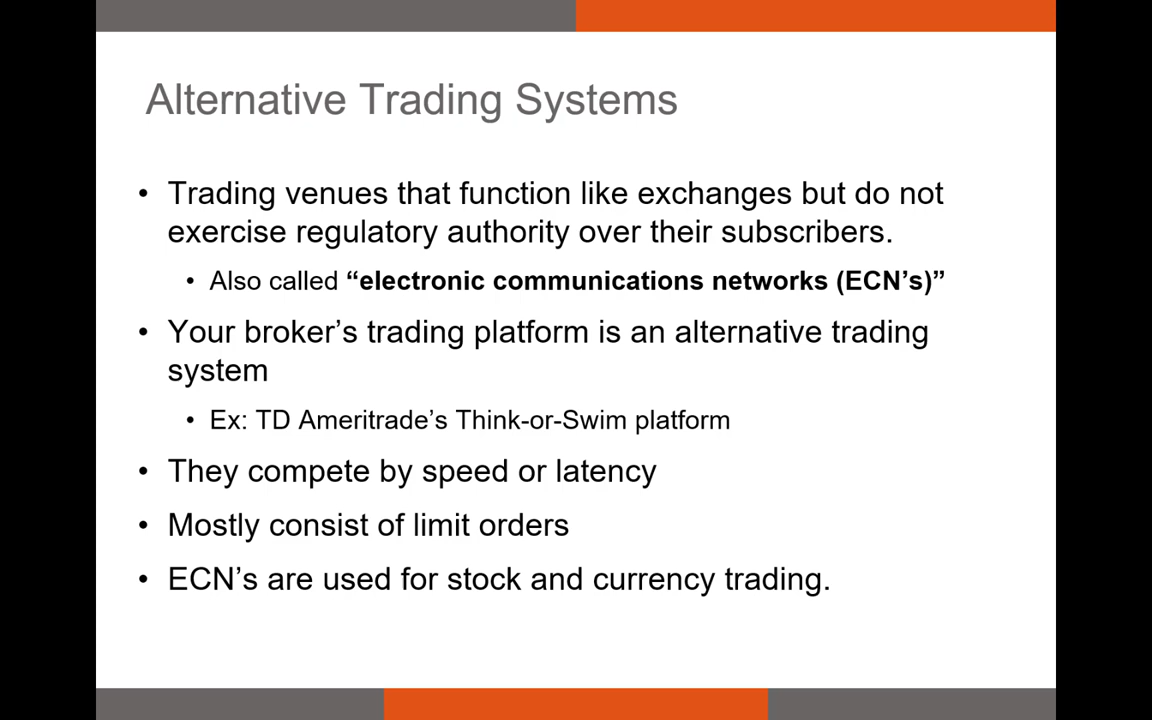 Alternative Trading Systems
• Trading venues that function like exchanges but do not
exercise regulatory authority over their subscribers.
• Also called “electronic communications networks (ECN’s)”
• Your broker’s trading platform is an alternative trading
system
• Ex: TD Ameritrade’s Think-or-Swim platform
• They compete by speed or latency
• Mostly consist of limit orders
• ECN’s are used for stock and currency trading.